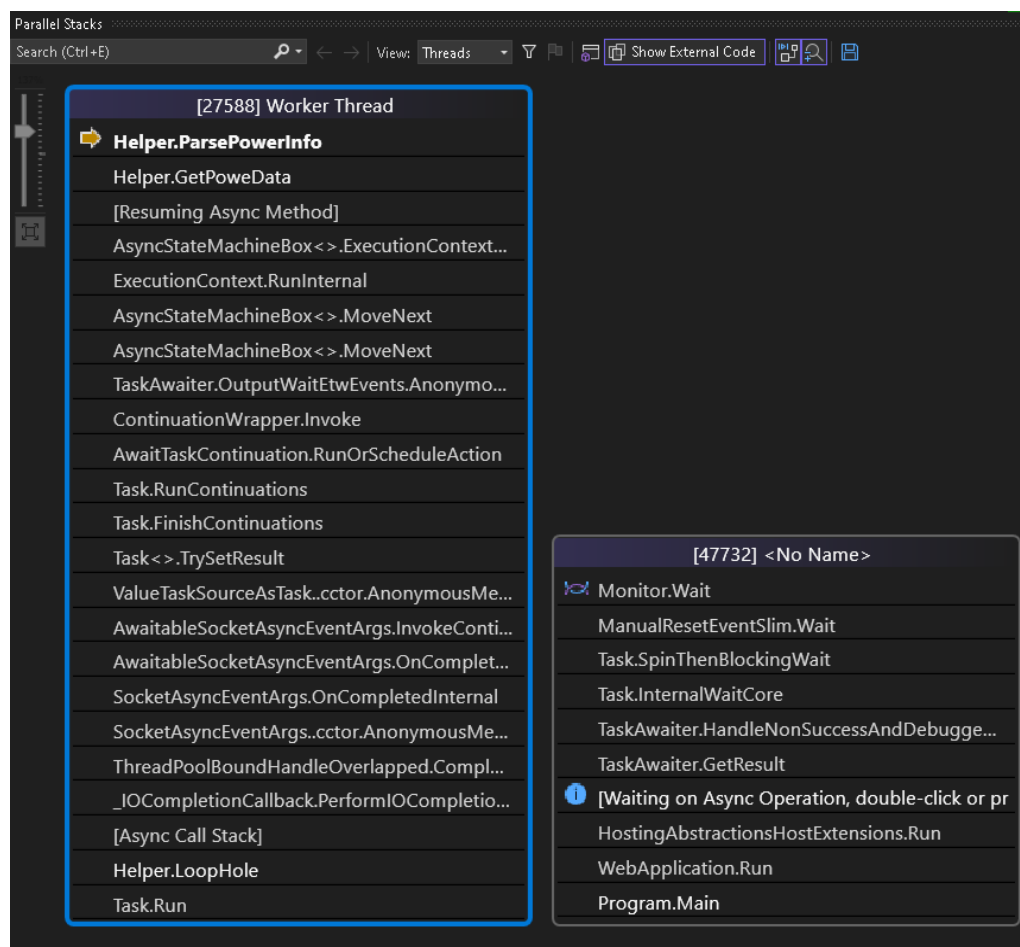 Parallel Stacks
Search (Ctrl+E) View: Threads Show External Code
[27588] Worker Thread
Helper.ParsePowerInfo
Helper.GetPoweData
[Resuming Async Method]
AsyncStateMachineBox<>.ExecutionContext...
ExecutionContext.RunInternal
AsyncStateMachineBox<>.MoveNext
AsyncStateMachineBox<>.MoveNext
TaskAwaiter.OutputWaitEtwEvents.Anonymo...
ContinuationWrapper.Invoke
AwaitTaskContinuation.RunOrScheduleAction
Task.RunContinuations
Task.FinishContinuations
Task<>.TrySetResult
ValueTaskSourceAsTask..cctor.AnonymousMe...
AwaitableSocketAsyncEventArgs.InvokeConti...
AwaitableSocketAsyncEventArgs.OnComplet...
SocketAsyncEventArgs.OnCompletedInternal
SocketAsyncEventArgs..cctor.AnonymousMe...
ThreadPoolBoundHandleOverlapped.Compl...
_IOCompletionCallback.PerformIOCompletio...
[Async Call Stack]
Helper.LoopHole
Task.Run
[47732] <No Name>
Monitor.Wait
ManualResetEventSlim.Wait
Task.SpinThenBlockingWait
Task.InternalWaitCore
TaskAwaiter.HandleNonSuccessAndDebugge...
TaskAwaiter.GetResult
[Waiting on Async Operation, double-click or pr
HostingAbstractionsHostExtensions.Run
WebApplication.Run
Program.Main